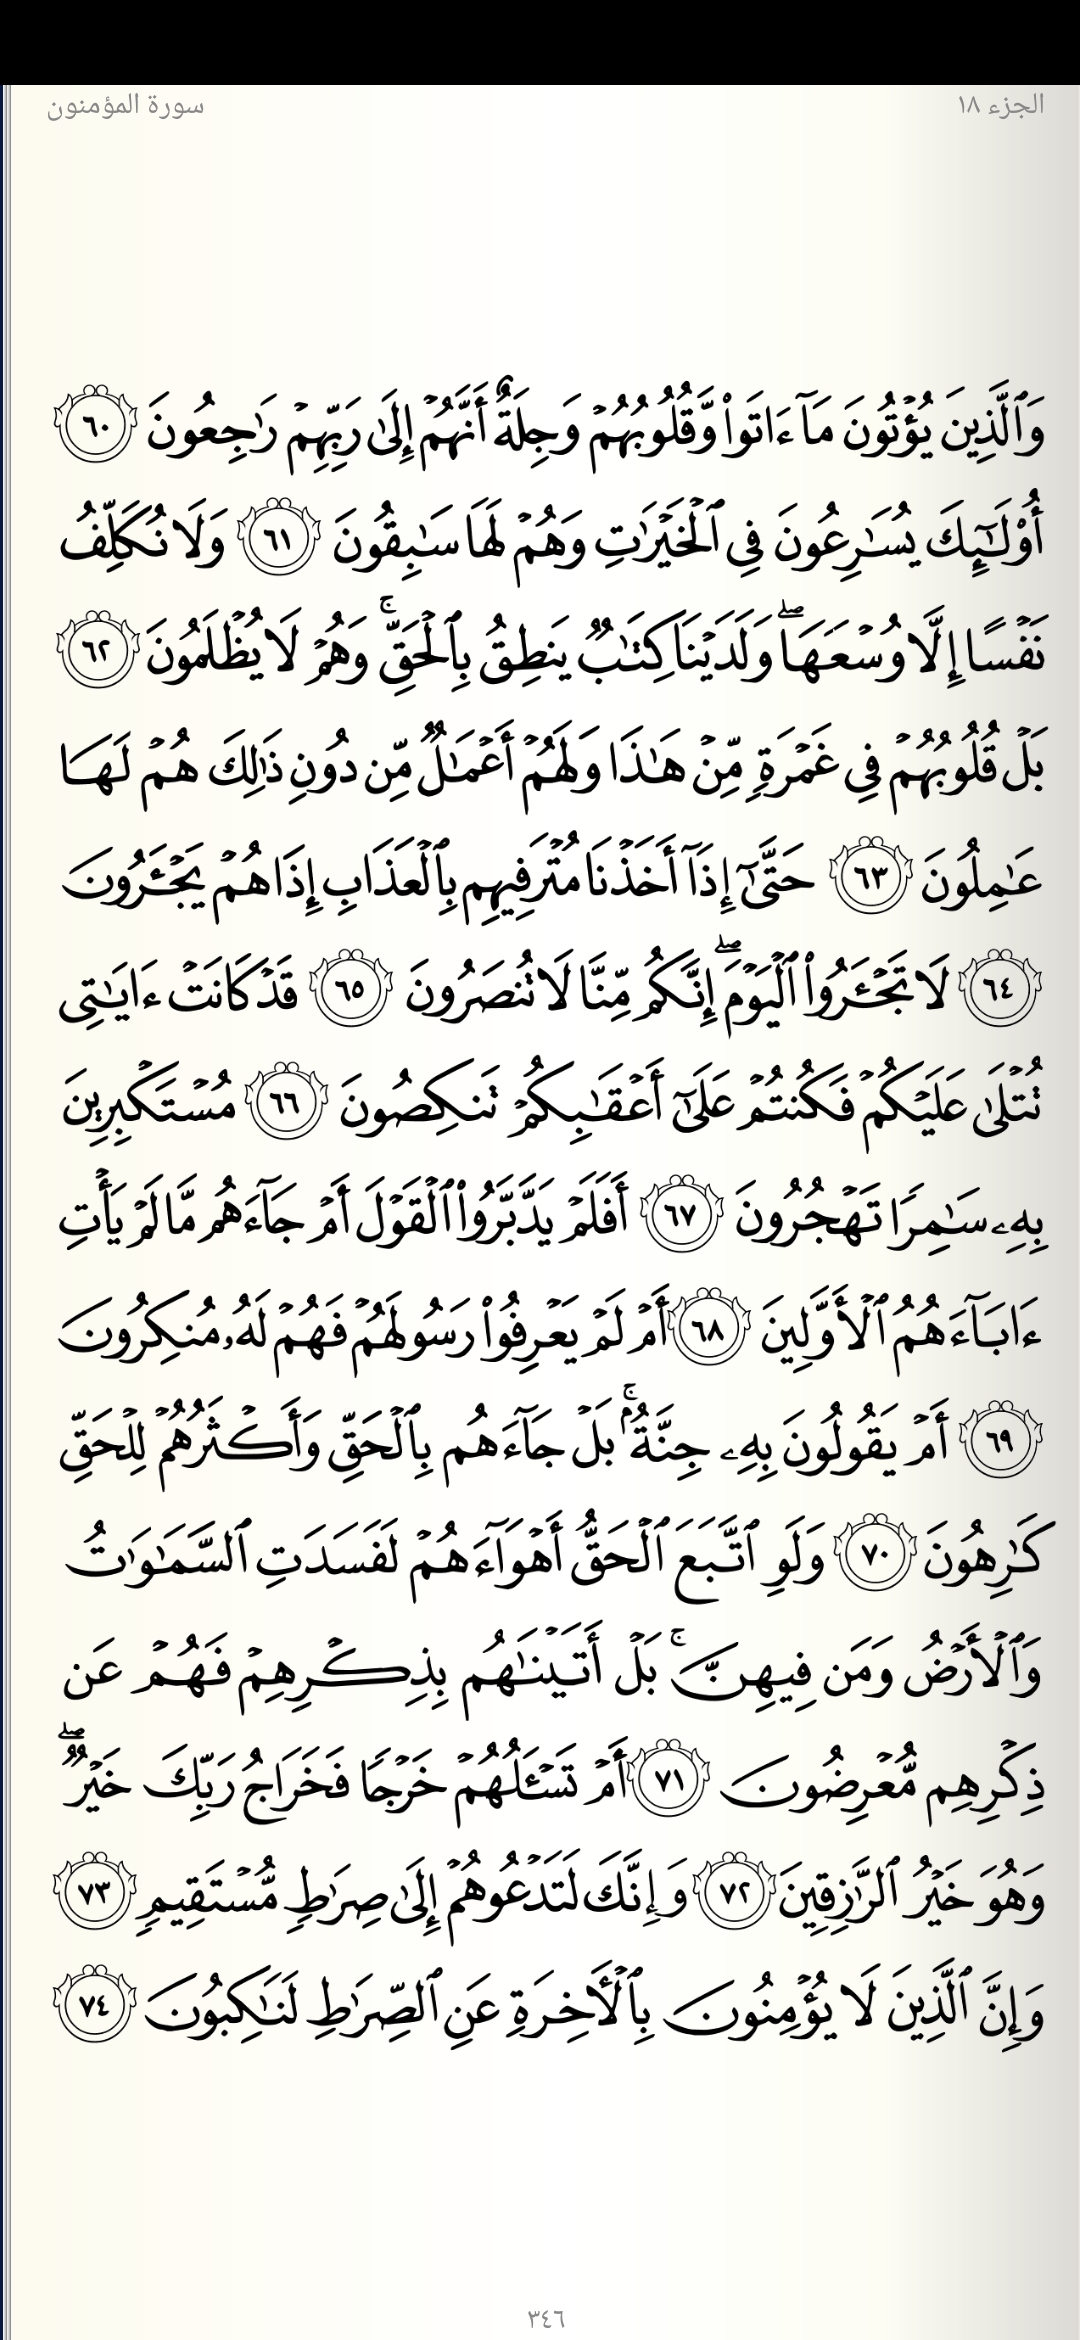 الجزء ١٨
سورة المؤمنون
وَٱلَّذِينَ يُؤۡتُونَ مَآ ءَاتَواْ وَّقُلُوبُهُمۡ وَجِلَةٌ أَنَّهُمۡ إِلَىٰ رَبِّهِمۡ رَٰجِعُونَ ٦٠
أُوْلَٰٓئِكَ يُسَٰرِعُونَ فِي ٱلۡخَيۡرَٰتِ وَهُمۡ لَهَا سَٰبِقُونَ ٦١ وَلَا نُكَلِّفُ
نَفۡسًا إِلَّا وُسۡعَهَاۖ وَلَدَيۡنَا كِتَٰبٞ يَنطِقُ بِٱلۡحَقِّۚ وَهُمۡ لَا يُظۡلَمُونَ ٦٢
بَلۡ قُلُوبُهُمۡ فِي غَمۡرَةٖ مِّنۡ هَٰذَا وَلَهُمۡ أَعۡمَٰلٞ مِّن دُونِ ذَٰلِكَ هُمۡ لَهَا
عَٰمِلُونَ ٦٣ حَتَّىٰٓ إِذَآ أَخَذۡنَا مُتۡرَفِيهِم بِٱلۡعَذَابِ إِذَا هُمۡ يَجۡـَٔرُونَ
٦٤ لَا تَجۡـَٔرُواْ ٱلۡيَوۡمَۖ إِنَّكُم مِّنَّا لَا تُنصَرُونَ ٦٥ قَدۡ كَانَتۡ ءَايَٰتِي
تُتۡلَىٰ عَلَيۡكُمۡ فَكُنتُمۡ عَلَىٰٓ أَعۡقَٰبِكُمۡ تَنكِصُونَ ٦٦ مُسۡتَكۡبِرِينَ
بِهِۦ سَٰمِرٗا تَهۡجُرُونَ ٦٧ أَفَلَمۡ يَدَّبَّرُواْ ٱلۡقَوۡلَ أَمۡ جَآءَهُم مَّا لَمۡ يَأۡتِ
ءَابَآءَهُمُ ٱلۡأَوَّلِينَ ٦٨ أَمۡ لَمۡ يَعۡرِفُواْ رَسُولَهُمۡ فَهُمۡ لَهُۥ مُنكِرُونَ
٦٩ أَمۡ يَقُولُونَ بِهِۦ جِنَّةُۢۚ بَلۡ جَآءَهُم بِٱلۡحَقِّ وَأَكۡثَرُهُمۡ لِلۡحَقِّ
كَٰرِهُونَ ٧٠ وَلَوِ ٱتَّبَعَ ٱلۡحَقُّ أَهۡوَآءَهُمۡ لَفَسَدَتِ ٱلسَّمَٰوَٰتُ
وَٱلۡأَرۡضُ وَمَن فِيهِنَّۚ بَلۡ أَتَيۡنَٰهُم بِذِكۡرِهِمۡ فَهُمۡ عَن
ذِكۡرِهِم مُّعۡرِضُونَ ٧١ أَمۡ تَسۡـَٔلُهُمۡ خَرۡجٗا فَخَرَاجُ رَبِّكَ خَيۡرٞۖ
وَهُوَ خَيۡرُ ٱلرَّٰزِقِينَ ٧٢ وَإِنَّكَ لَتَدۡعُوهُمۡ إِلَىٰ صِرَٰطٖ مُّسۡتَقِيمٖ ٧٣
وَإِنَّ ٱلَّذِينَ لَا يُؤۡمِنُونَ بِٱلۡأٓخِرَةِ عَنِ ٱلصِّرَٰطِ لَنَٰكِبُونَ ٧٤
٣٤٦